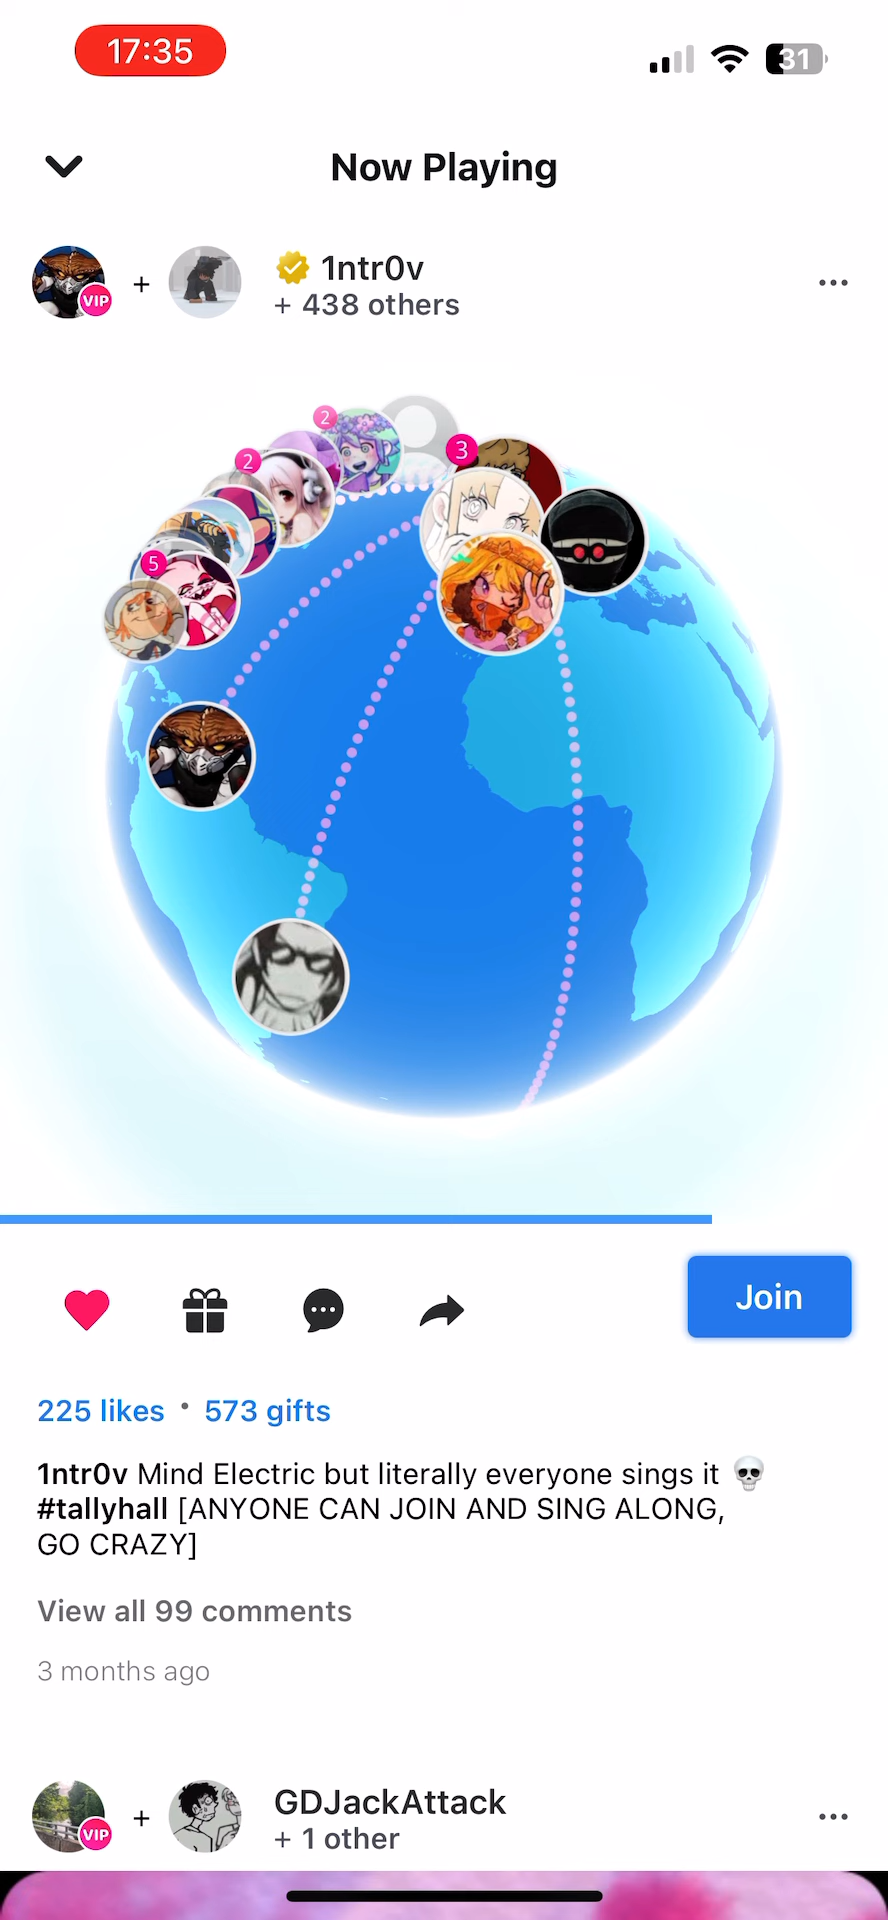 17:35
31
Now Playing
VIP
+
1ntr0v
+ 438 others
2
2
3
5
Join
225 likes • 573 gifts
1ntr0v Mind Electric but literally everyone sings it 💀
#tallyhall [ANYONE CAN JOIN AND SING ALONG,
GO CRAZY]
View all 99 comments
3 months ago
VIP
+
GDJackAttack
+ 1 other